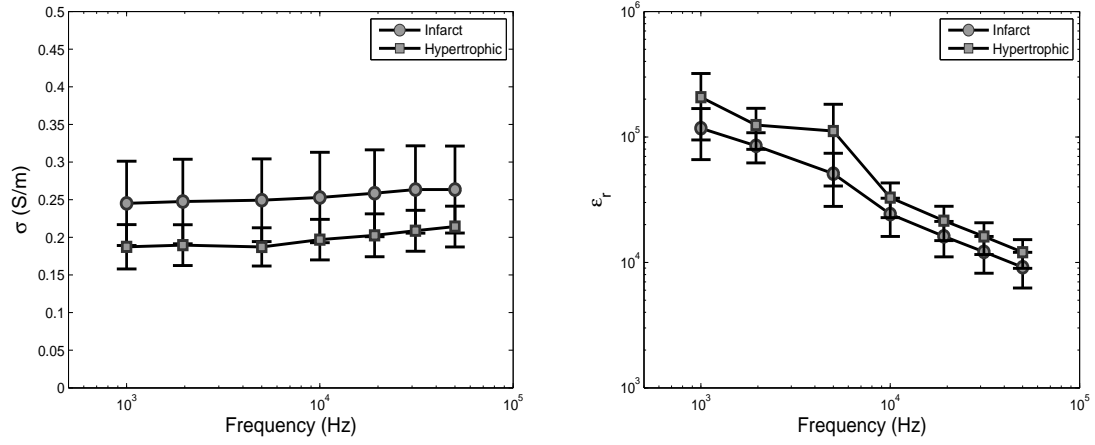 0.5
0.45
0.4
0.35
0.3
0.25
0.2
0.15
0.1
0.05
0
σ (S/m)
10³
10⁴
10⁵
Frequency (Hz)
Infarct
Hypertrophic
10⁶
10⁵
10⁴
10³
εr
10³
10⁴
10⁵
Frequency (Hz)
Infarct
Hypertrophic